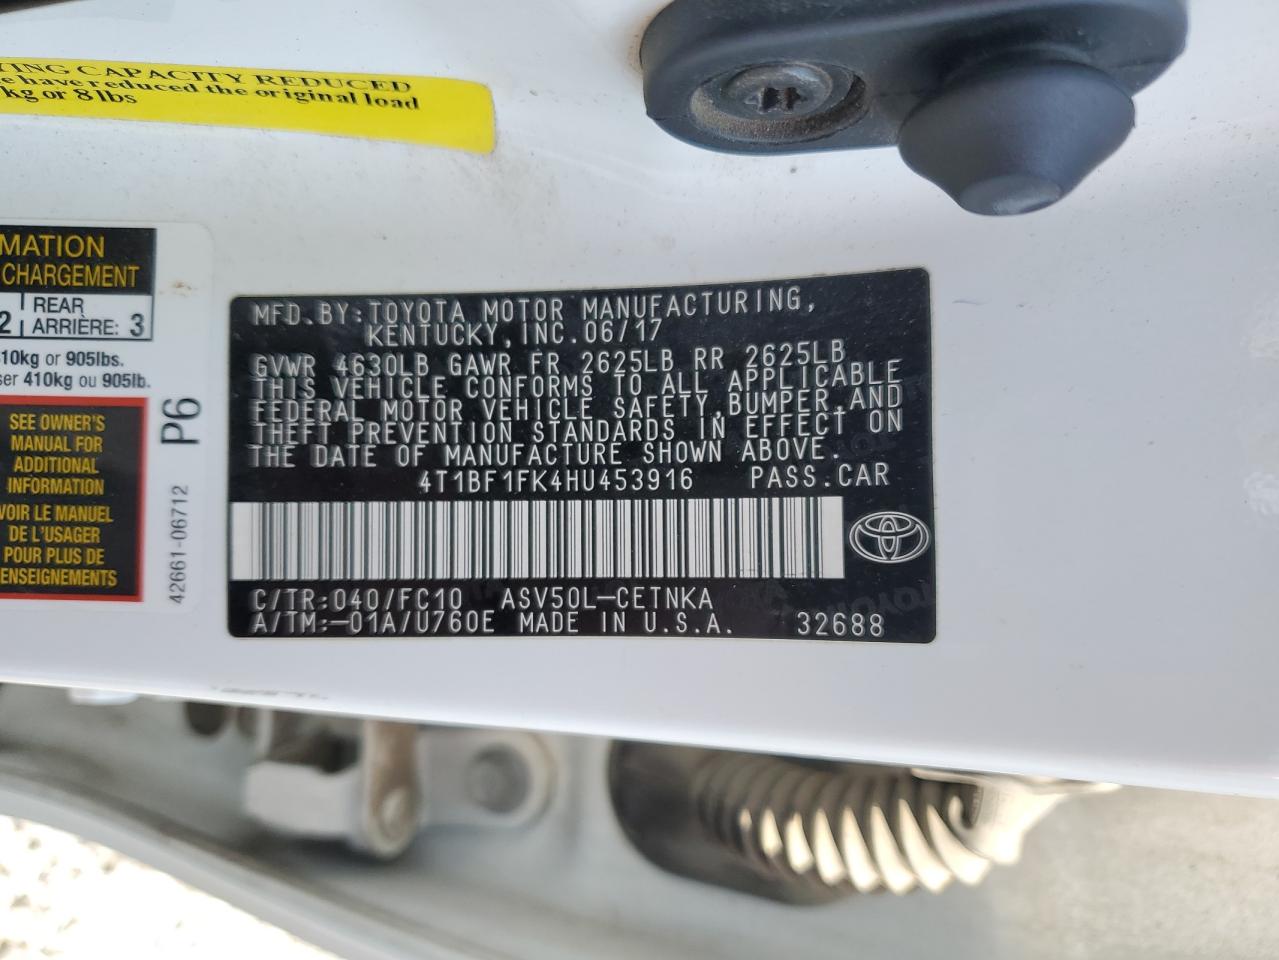 YING CAPACITY REDUCED
e have reduced the original load
kg or 8 lbs
MATION
CHARGEMENT
2 REAR
ARRIÈRE: 3
10kg or 905lbs.
ser 410kg ou 905lb.
SEE OWNER'S
MANUAL FOR
ADDITIONAL
INFORMATION
VOIR LE MANUEL
DE L'USAGER
POUR PLUS DE
ENSEIGNEMENTS
P6
42661-06712
MFD.BY:TOYOTA MOTOR MANUFACTURING,
KENTUCKY,INC.06/17
GVWR 4630LB GAWR FR 2625LB RR 2625LB
THIS VEHICLE CONFORMS TO ALL APPLICABLE
FEDERAL MOTOR VEHICLE SAFETY,BUMPER,AND
THEFT PREVENTION STANDARDS IN EFFECT ON
THE DATE OF MANUFACTURE SHOWN ABOVE.
4T1BF1FK4HU453916 PASS.CAR
C/TR:040/FC10 ASV50L-CETNKA
A/TM:-01A/U760E MADE IN U.S.A. 32688